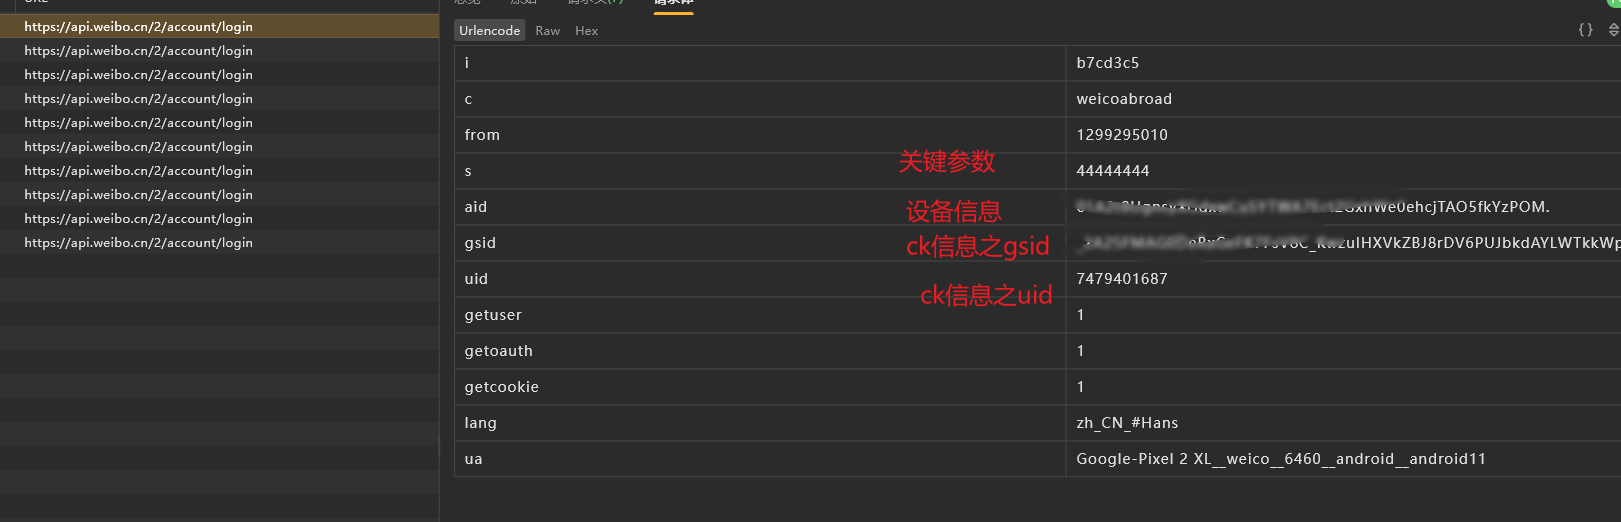 https://api.weibo.cn/2/account/login
https://api.weibo.cn/2/account/login
https://api.weibo.cn/2/account/login
https://api.weibo.cn/2/account/login
https://api.weibo.cn/2/account/login
https://api.weibo.cn/2/account/login
https://api.weibo.cn/2/account/login
https://api.weibo.cn/2/account/login
https://api.weibo.cn/2/account/login
https://api.weibo.cn/2/account/login
Urlencode Raw Hex { }
i b7cd3c5
c weicoabroad
from 1299295010
关键参数
s 44444444
aid 设备信息
gsid ck信息之gsid
uid 7479401687
ck信息之uid
getuser 1
getoauth 1
getcookie 1
lang zh_CN_#Hans
ua Google-Pixel 2 XL__weico__6460__android__android11